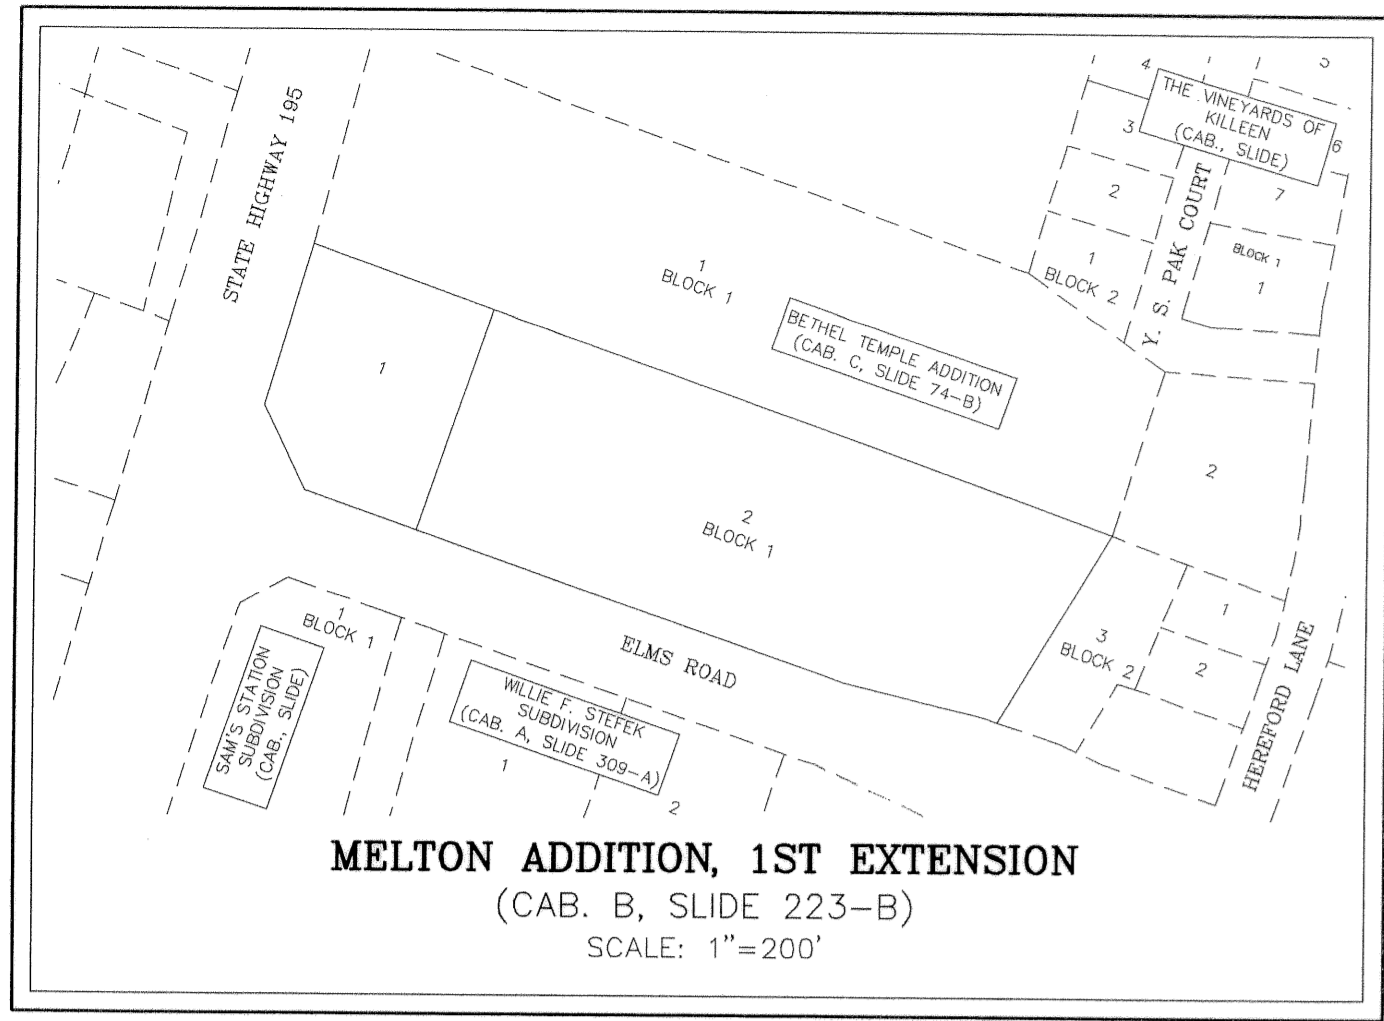 4
5
THE VINEYARDS OF
KILLEEN
(CAB., SLIDE)
6
3
2
7
1
BLOCK 2
Y. S. PAK COURT
BLOCK 1
1
STATE HIGHWAY 195
1
BLOCK 1
BETHEL TEMPLE ADDITION
(CAB. C, SLIDE 74-B)
1
2
2
BLOCK 1
1
BLOCK 1
SAM'S STATION
SUBDIVISION
(CAB., SLIDE)
ELMS ROAD
WILLIE F. STEFEK
SUBDIVISION
(CAB. A, SLIDE 309-A)
1
2
3
BLOCK 2
1
2
HEREFORD LANE
MELTON ADDITION, 1ST EXTENSION
(CAB. B, SLIDE 223-B)
SCALE: 1"=200'